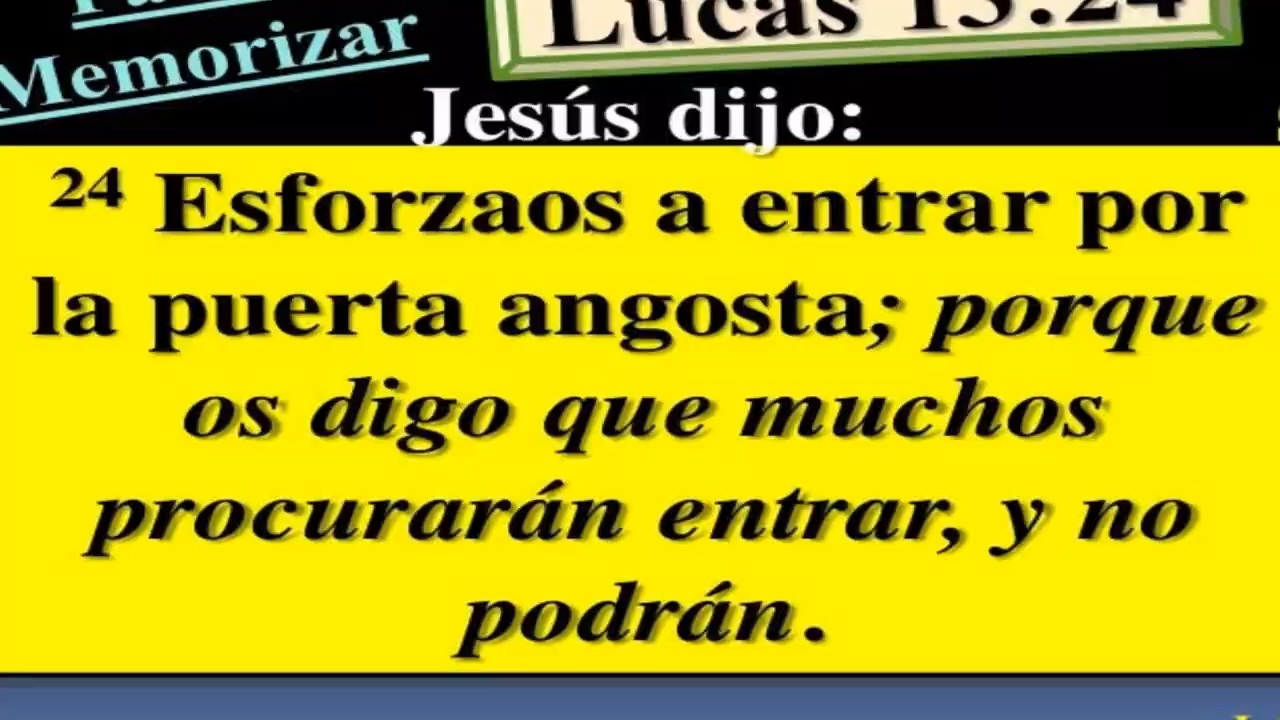 Para
Memorizar
Lucas 13:24
Jesús dijo:
24 Esforzaos a entrar por
la puerta angosta; porque
os digo que muchos
procurarán entrar, y no
podrán.